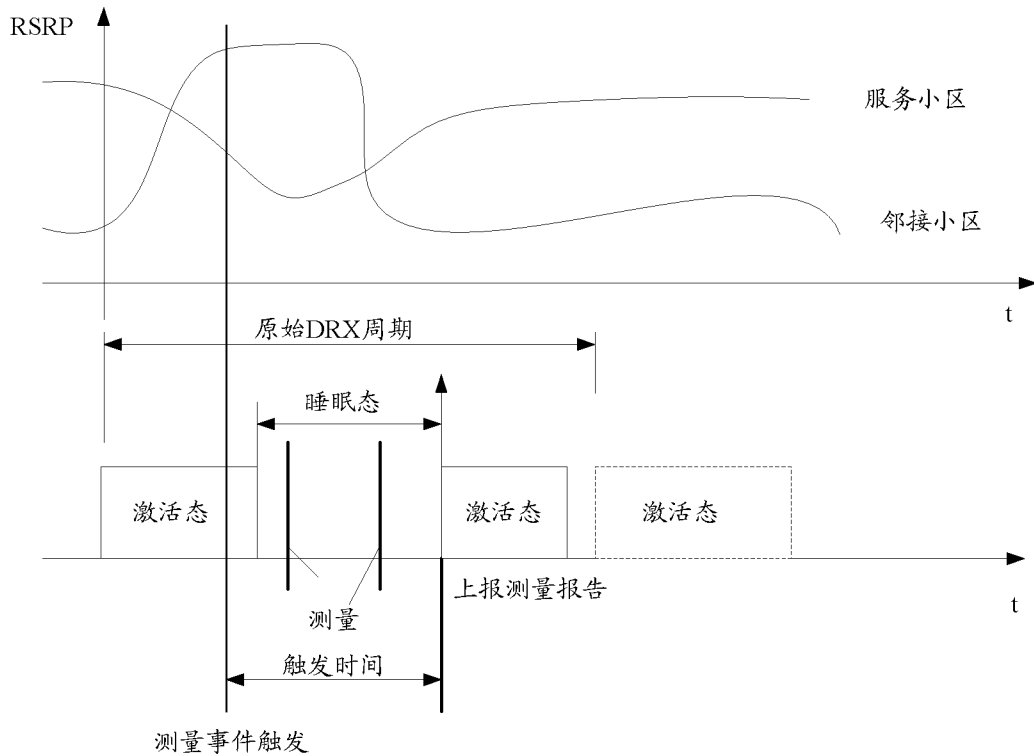 RSRP
服务小区
邻接小区
t
原始DRX周期
睡眠态
激活态
激活态
激活态
上报测量报告
t
测量
触发时间
测量事件触发